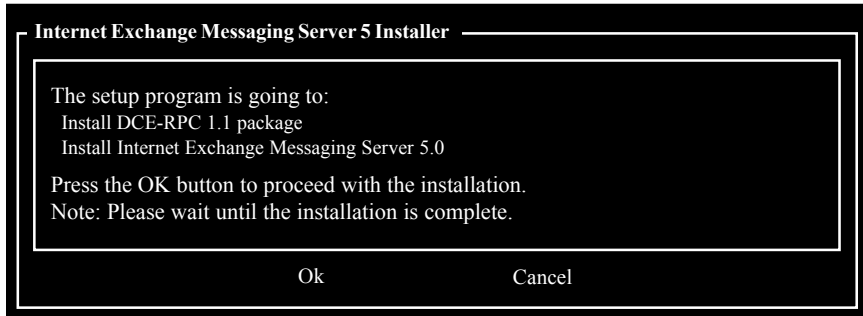 Internet Exchange Messaging Server 5 Installer
The setup program is going to:
Install DCE-RPC 1.1 package
Install Internet Exchange Messaging Server 5.0
Press the OK button to proceed with the installation.
Note: Please wait until the installation is complete.
Ok Cancel